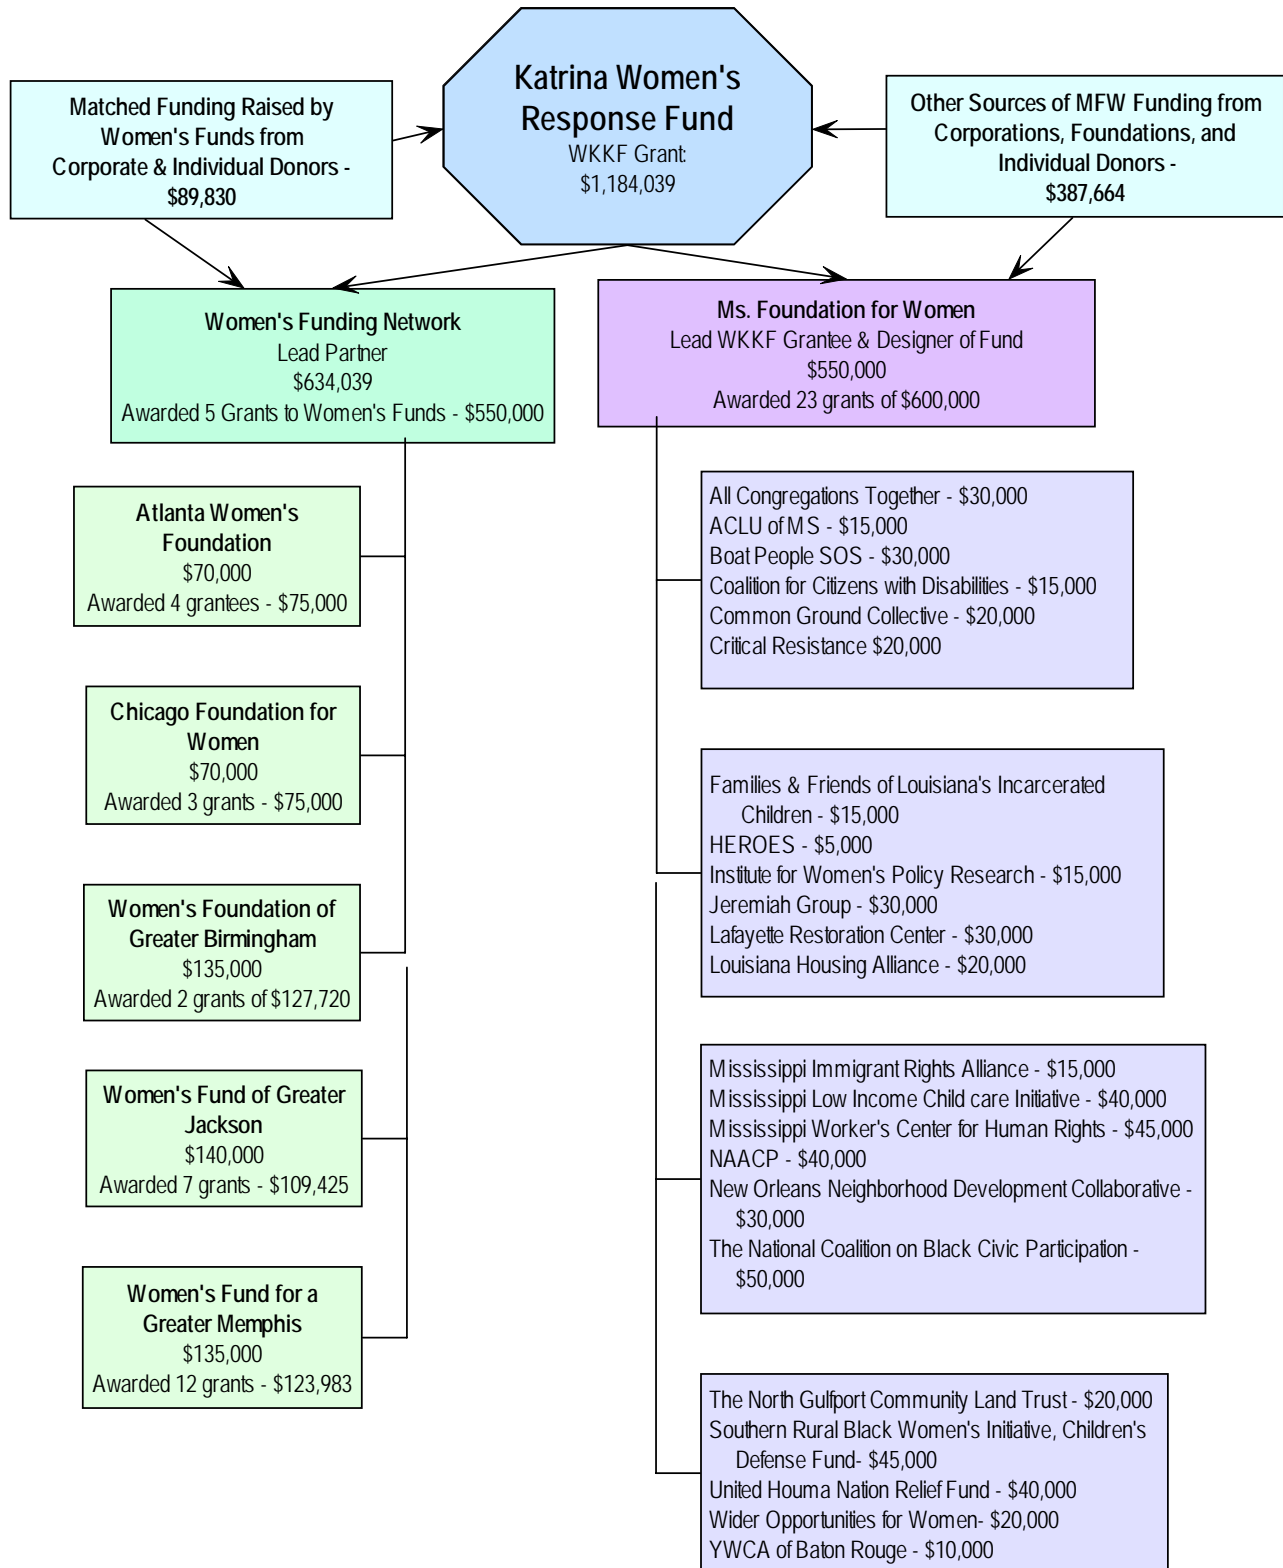 Katrina Women's
Response Fund
WKKF Grant:
$1,184,039
Matched Funding Raised by
Women's Funds from
Corporate & Individual Donors -
$89,830
Other Sources of MFW Funding from
Corporations, Foundations, and
Individual Donors -
$387,664
Women's Funding Network
Lead Partner
$634,039
Awarded 5 Grants to Women's Funds - $550,000
Ms. Foundation for Women
Lead WKKF Grantee & Designer of Fund
$550,000
Awarded 23 grants of $600,000
Atlanta Women's
Foundation
$70,000
Awarded 4 grantees - $75,000
Chicago Foundation for
Women
$70,000
Awarded 3 grants - $75,000
Women's Foundation of
Greater Birmingham
$135,000
Awarded 2 grants of $127,720
Women's Fund of Greater
Jackson
$140,000
Awarded 7 grants - $109,425
Women's Fund for a
Greater Memphis
$135,000
Awarded 12 grants - $123,983
All Congregations Together - $30,000
ACLU of MS - $15,000
Boat People SOS - $30,000
Coalition for Citizens with Disabilities - $15,000
Common Ground Collective - $20,000
Critical Resistance $20,000
Families & Friends of Louisiana's Incarcerated
Children - $15,000
HEROES - $5,000
Institute for Women's Policy Research - $15,000
Jeremiah Group - $30,000
Lafayette Restoration Center - $30,000
Louisiana Housing Alliance - $20,000
Mississippi Immigrant Rights Alliance - $15,000
Mississippi Low Income Child care Initiative - $40,000
Mississippi Worker's Center for Human Rights - $45,000
NAACP - $40,000
New Orleans Neighborhood Development Collaborative -
$30,000
The National Coalition on Black Civic Participation -
$50,000
The North Gulfport Community Land Trust - $20,000
Southern Rural Black Women's Initiative, Children's
Defense Fund- $45,000
United Houma Nation Relief Fund - $40,000
Wider Opportunities for Women- $20,000
YWCA of Baton Rouge - $10,000